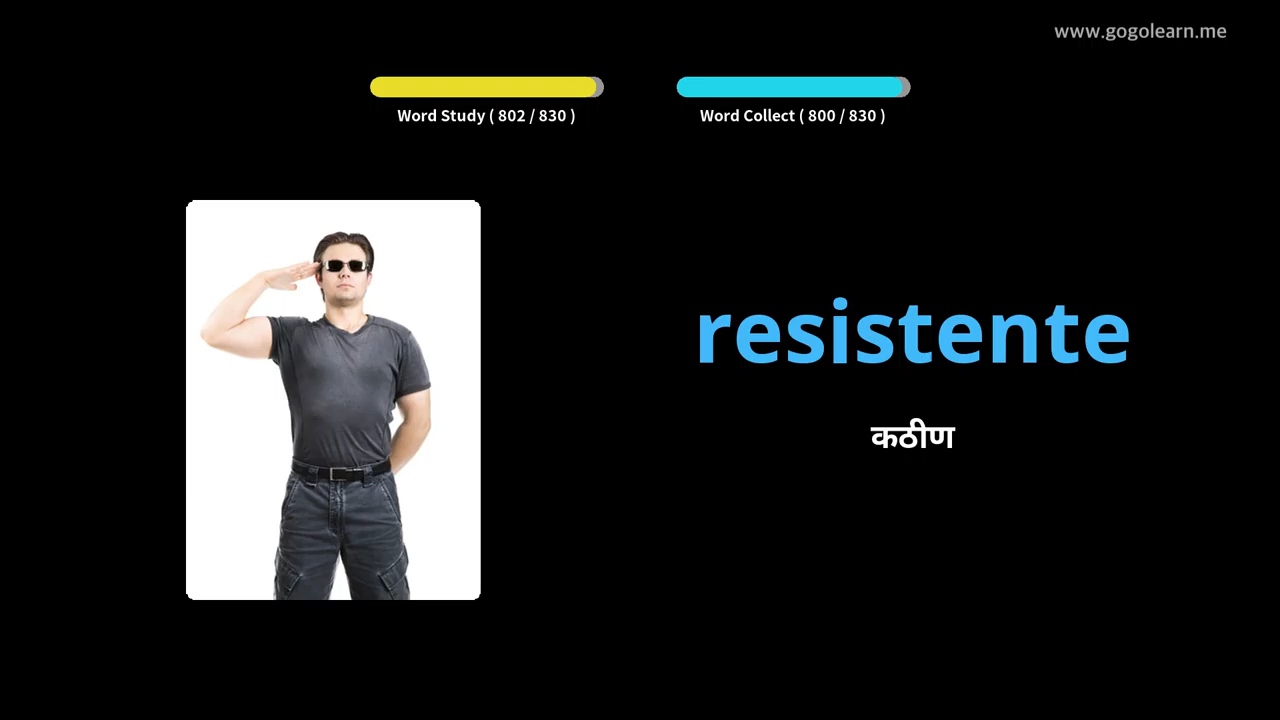 www.gogolearn.me
Word Study ( 802 / 830 )
Word Collect ( 800 / 830 )
resistente
कठीण